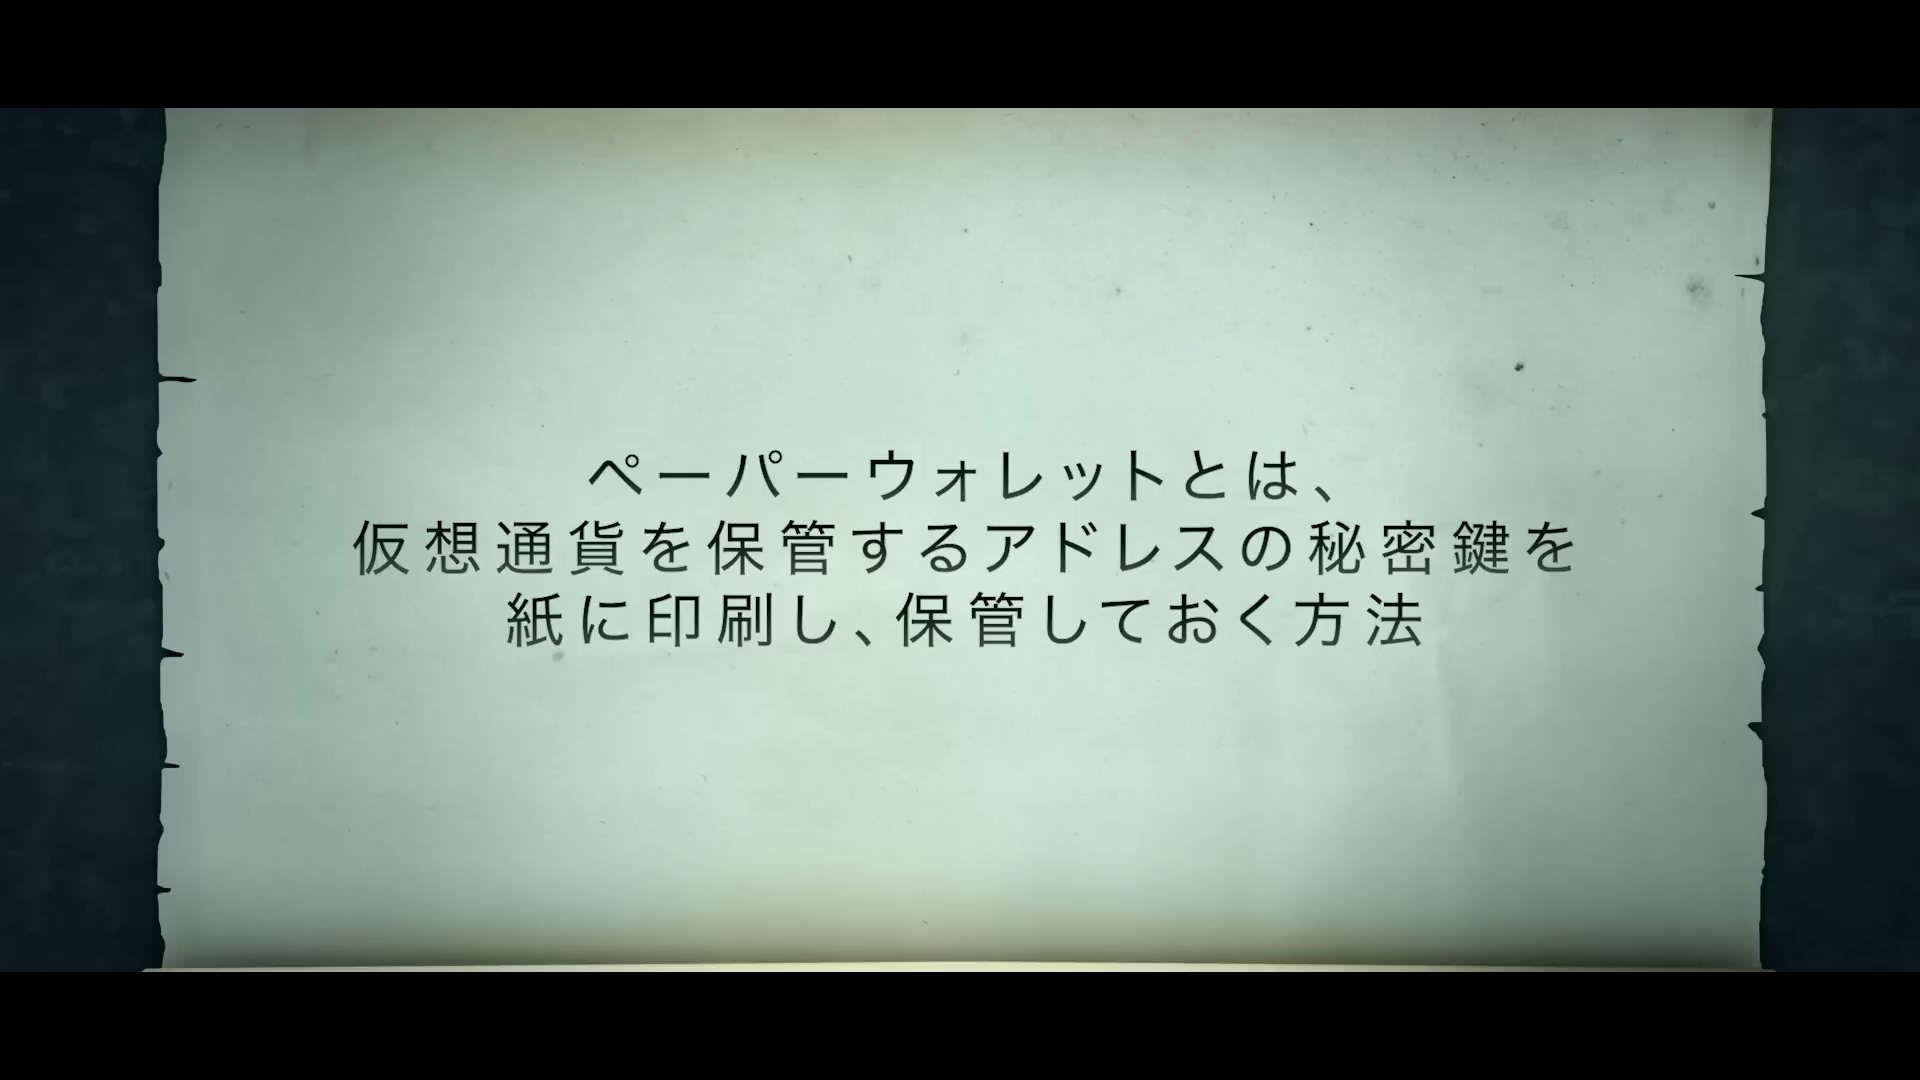 ペーパーウォレットとは、
仮想通貨を保管するアドレスの秘密鍵を
紙に印刷し、保管しておく方法